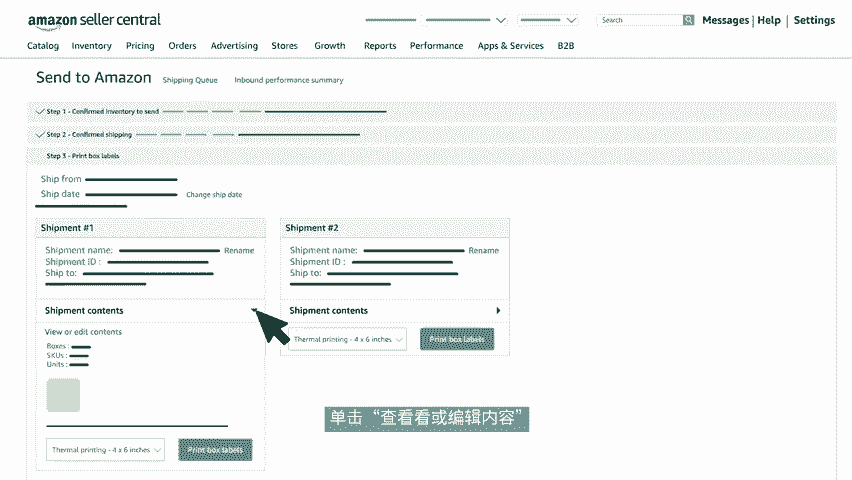 amazon seller central
Search
Messages | Help | Settings
Catalog Inventory Pricing Orders Advertising Stores Growth Reports Performance Apps & Services B2B
Send to Amazon Shipping Queue Inbound performance summary
Step 1 - Confirmed inventory to send
Step 2 - Confirmed shipping
Step 3 - Print box labels
Ship from
Ship date Change ship date
Shipment #1
Shipment name: Rename
Shipment ID :
Ship to:
Shipment contents
View or edit contents
Boxes :
SKUs :
Units :
Thermal printing - 4 x 6 inches Print box labels
Shipment #2
Shipment name: Rename
Shipment ID :
Ship to:
Shipment contents
Thermal printing - 4 x 6 inches Print box labels
单击“查看看或编辑内容”